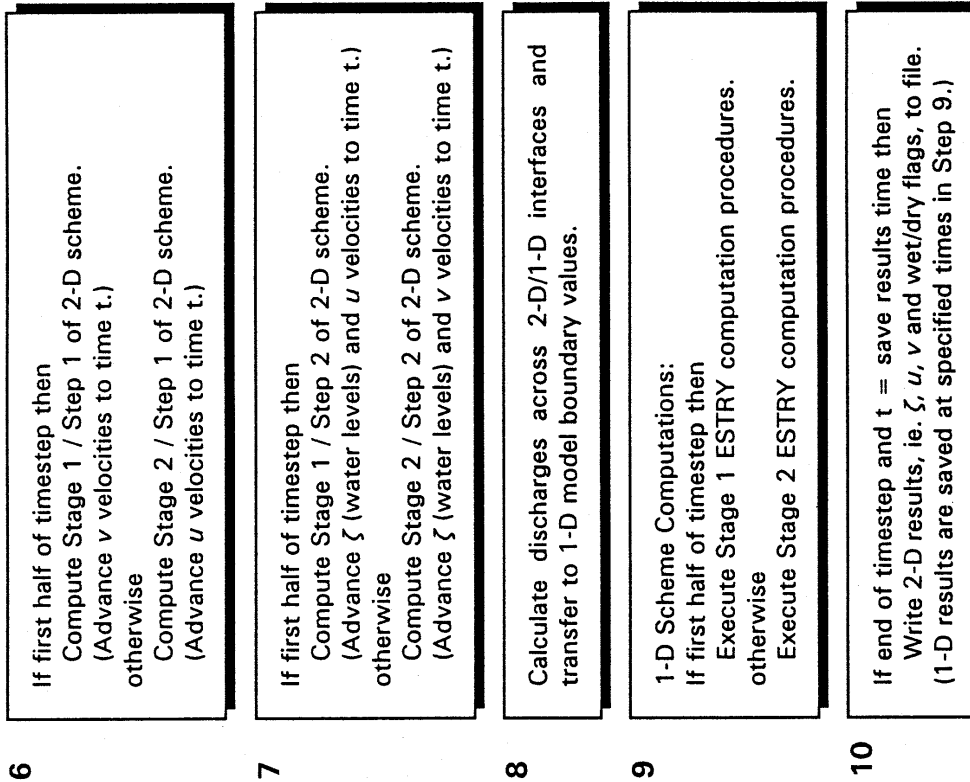 6
If first half of timestep then
Compute Stage 1 / Step 1 of 2-D scheme.
(Advance v velocities to time t.)
otherwise
Compute Stage 2 / Step 1 of 2-D scheme.
(Advance u velocities to time t.)
7
If first half of timestep then
Compute Stage 1 / Step 2 of 2-D scheme.
(Advance ζ (water levels) and u velocities to time t.)
otherwise
Compute Stage 2 / Step 2 of 2-D scheme.
(Advance ζ (water levels) and v velocities to time t.)
8
Calculate discharges across 2-D/1-D interfaces and
transfer to 1-D model boundary values.
9
1-D Scheme Computations:
If first half of timestep then
Execute Stage 1 ESTRY computation procedures.
otherwise
Execute Stage 2 ESTRY computation procedures.
10
If end of timestep and t = save results time then
Write 2-D results, ie. ζ, u, v and wet/dry flags, to file.
(1-D results are saved at specified times in Step 9.)